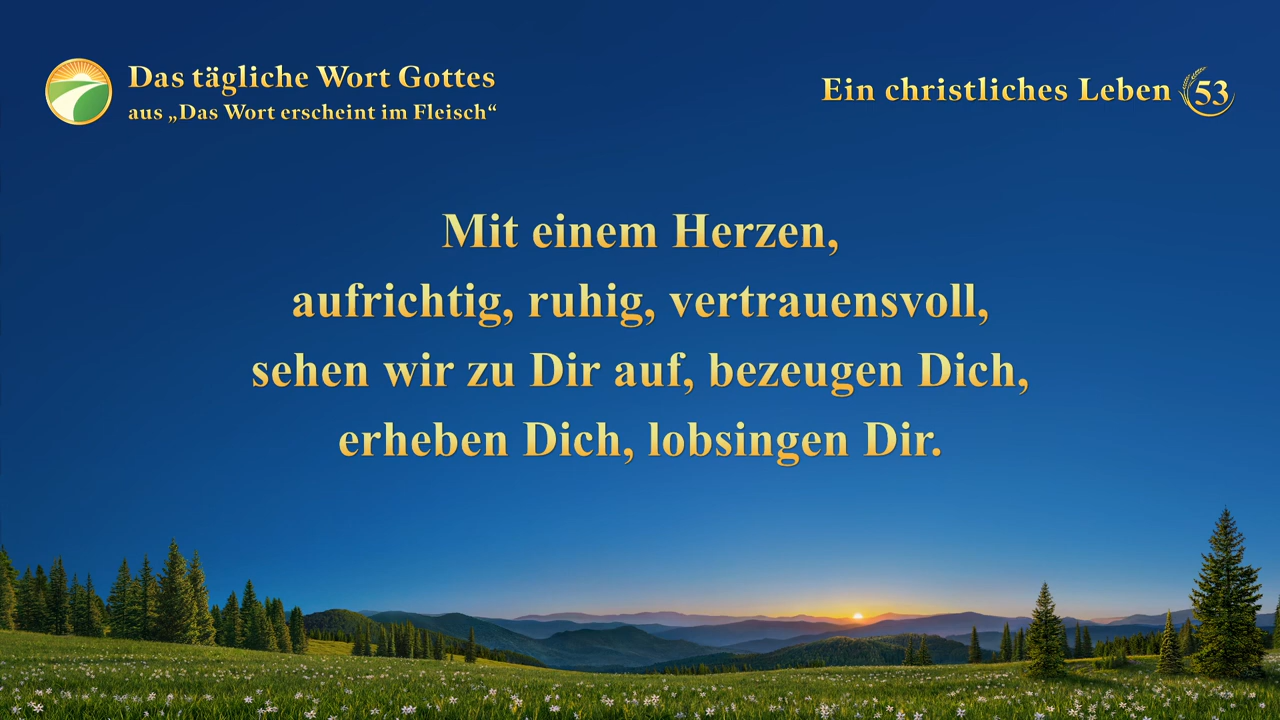 Das tägliche Wort Gottes
aus „Das Wort erscheint im Fleisch“
Ein christliches Leben 53
Mit einem Herzen,
aufrichtig, ruhig, vertrauensvoll,
sehen wir zu Dir auf, bezeugen Dich,
erheben Dich, lobsingen Dir.